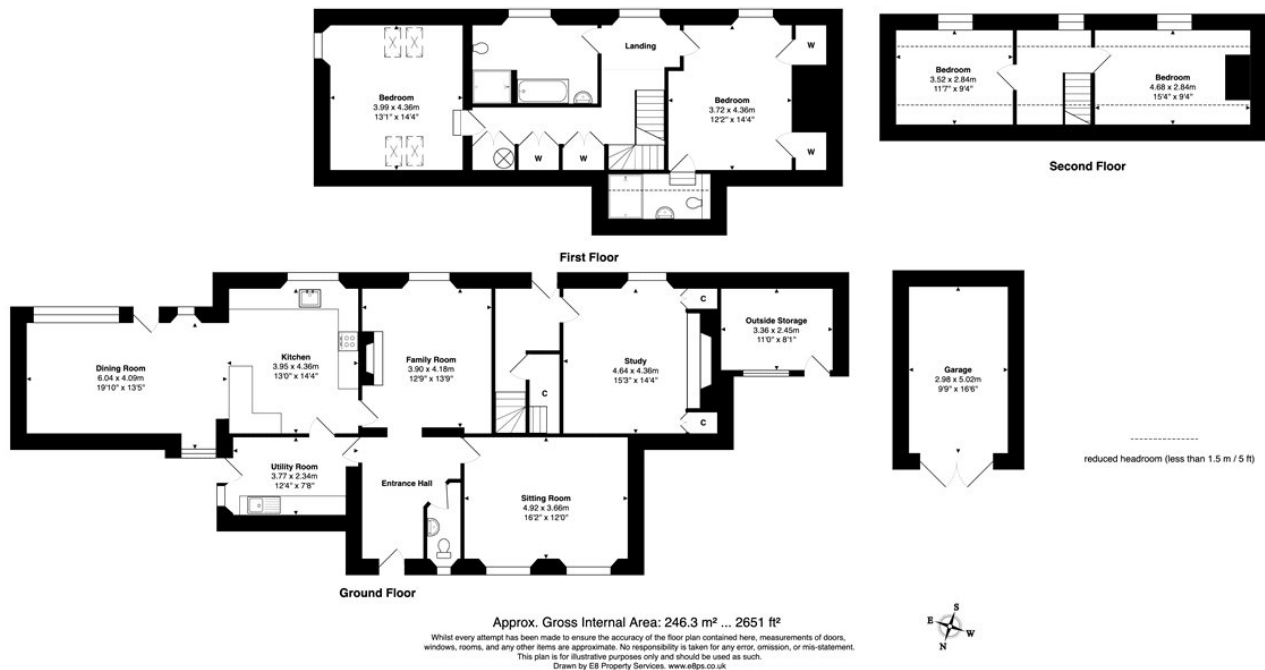 Landing
W
Bedroom
3.99 x 4.36m
13'1" x 14'4"
Bedroom
3.72 x 4.36m
12'2" x 14'4"
W
W
W
First Floor
Bedroom
3.52 x 2.84m
11'7" x 9'4"
Bedroom
4.68 x 2.84m
15'4" x 9'4"
Second Floor
Dining Room
6.04 x 4.09m
19'10" x 13'5"
Kitchen
3.95 x 4.36m
13'0" x 14'4"
Family Room
3.90 x 4.18m
12'9" x 13'9"
C
Study
4.64 x 4.36m
15'3" x 14'4"
C
C
Outside Storage
3.36 x 2.45m
11'0" x 8'1"
Garage
2.98 x 5.02m
9'9" x 16'6"
reduced headroom (less than 1.5 m / 5 ft)
Utility Room
3.77 x 2.34m
12'4" x 7'8"
Entrance Hall
Sitting Room
4.92 x 3.66m
16'2" x 12'0"
Ground Floor
S
E
W
N
Approx. Gross Internal Area: 246.3 m² ... 2651 ft²
Whilst every attempt has been made to ensure the accuracy of the floor plan contained here, measurements of doors,
windows, rooms, and any other items are approximate. No responsibility is taken for any error, omission, or mis-statement.
This plan is for illustrative purposes only and should be used as such.
Drawn by E8 Property Services. www.e8ps.co.uk